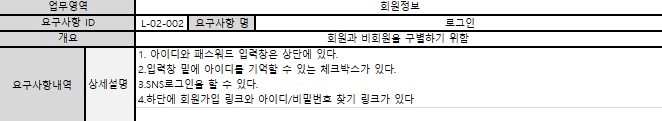 업무영역 회원정보
요구사항 ID L-02-002 요구사항 명 로그인
개요 회원과 비회원을 구별하기 위함
1. 아이디와 패스워드 입력창은 상단에 있다.
2.입력창 밑에 아이디를 기억할 수 있는 체크박스가 있다.
요구사항내역 상세설명
3.SNS로그인을 할 수 있다.
4.하단에 회원가입 링크와 아이디/비밀번호 찾기 링크가 있다